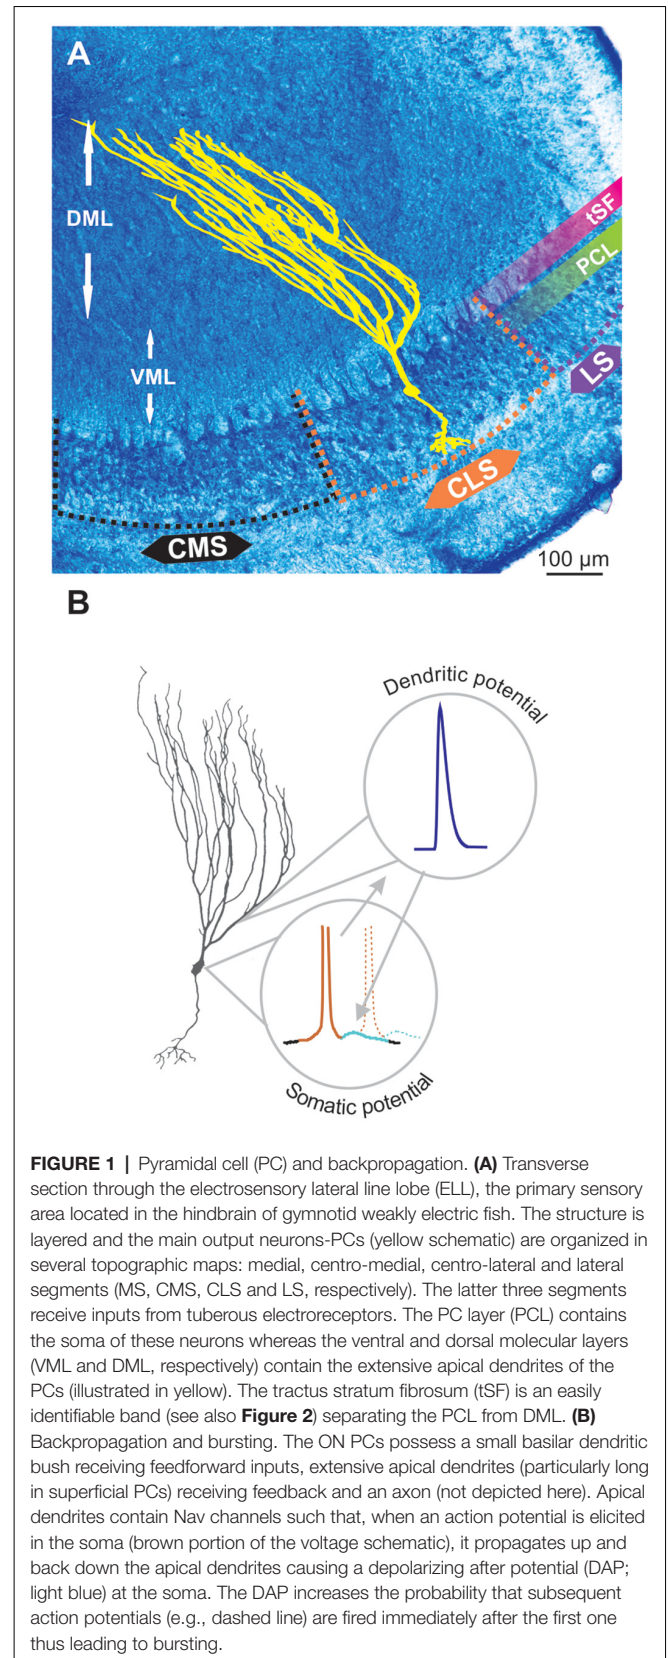 A
DML
VML
tSF
PCL
LS
CLS
CMS
100 µm
B
Dendritic potential
Somatic potential
FIGURE 1 | Pyramidal cell (PC) and backpropagation. (A) Transverse
section through the electrosensory lateral line lobe (ELL), the primary sensory
area located in the hindbrain of gymnotid weakly electric fish. The structure is
layered and the main output neurons-PCs (yellow schematic) are organized in
several topographic maps: medial, centro-medial, centro-lateral and lateral
segments (MS, CMS, CLS and LS, respectively). The latter three segments
receive inputs from tuberous electroreceptors. The PC layer (PCL) contains
the soma of these neurons whereas the ventral and dorsal molecular layers
(VML and DML, respectively) contain the extensive apical dendrites of the
PCs (illustrated in yellow). The tractus stratum fibrosum (tSF) is an easily
identifiable band (see also Figure 2) separating the PCL from DML. (B)
Backpropagation and bursting. The ON PCs possess a small basilar dendritic
bush receiving feedforward inputs, extensive apical dendrites (particularly long
in superficial PCs) receiving feedback and an axon (not depicted here). Apical
dendrites contain Nav channels such that, when an action potential is elicited
in the soma (brown portion of the voltage schematic), it propagates up and
back down the apical dendrites causing a depolarizing after potential (DAP;
light blue) at the soma. The DAP increases the probability that subsequent
action potentials (e.g., dashed line) are fired immediately after the first one
thus leading to bursting.